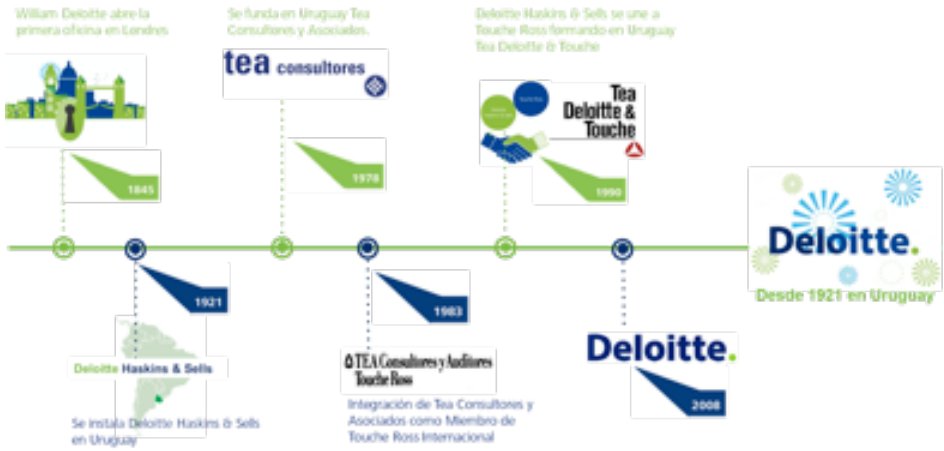 William Deloitte abre la
primera oficina en Londres
1845
1921
Deloitte Haskins & Sells
Se instala Deloitte Haskins & Sells
en Uruguay
Se funda en Uruguay Tea
Consultores y Asociados.
tea consultores
1978
1983
TEA Consultores y Auditores
Touche Ross
Integración de Tea Consultores y
Asociados como Miembro de
Touche Ross Internacional
Deloitte Haskins & Sells se une a
Touche Ross formando en Uruguay
Tea Deloitte & Touche
Tea
Deloitte &
Touche
1990
Deloitte.
2008
Deloitte.
Desde 1921 en Uruguay